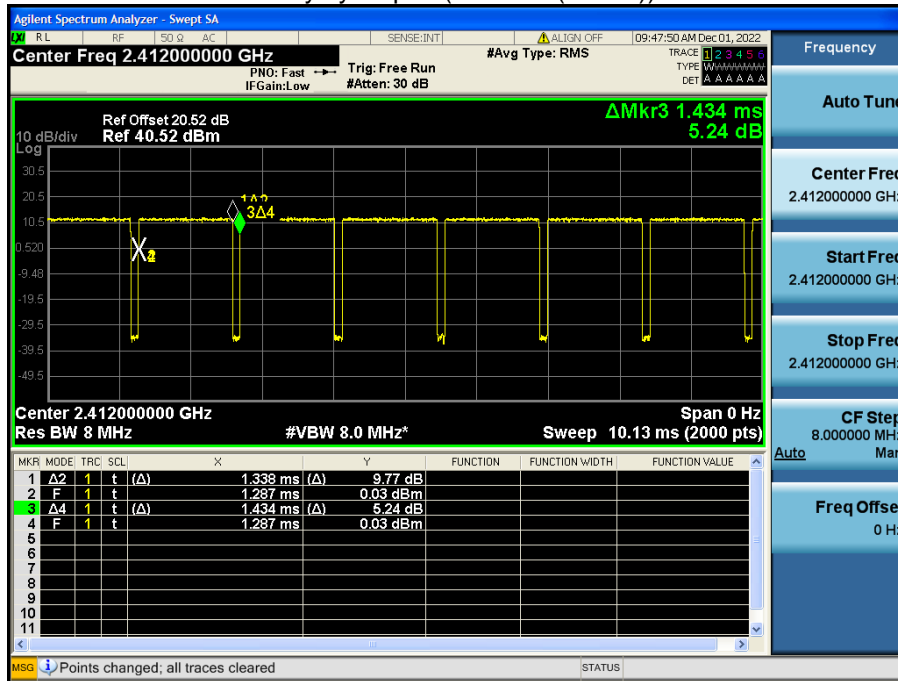 Agilent Spectrum Analyzer - Swept SA
LXI RL RF 50 Ω AC SENSE:INT ALIGN OFF 09:47:50 AM Dec 01, 2022
Center Freq 2.412000000 GHz #Avg Type: RMS TRACE 1 2 3 4 5 6
PNO: Fast Trig: Free Run TYPE WWWWWW
IFGain:Low #Atten: 30 dB DET A A A A A A
Ref Offset 20.52 dB ΔMkr3 1.434 ms
10 dB/div Ref 40.52 dBm 5.24 dB
Log
30.5
20.5
3Δ4
10.5
0.520
-9.48
-19.5
-29.5
-39.5
-49.5
Center 2.412000000 GHz Span 0 Hz
Res BW 8 MHz #VBW 8.0 MHz* Sweep 10.13 ms (2000 pts)
MKR MODE TRC SCL X Y FUNCTION FUNCTION WIDTH FUNCTION VALUE
1 Δ2 1 t (Δ) 1.338 ms (Δ) 9.77 dB
2 F 1 t 1.287 ms 0.03 dBm
3 Δ4 1 t (Δ) 1.434 ms (Δ) 5.24 dB
4 F 1 t 1.287 ms 0.03 dBm
5
6
7
8
9
10
11
MSG Points changed; all traces cleared STATUS
Frequency
Auto Tune
Center Freq
2.412000000 GHz
Start Freq
2.412000000 GHz
Stop Freq
2.412000000 GHz
CF Step
8.000000 MHz
Auto Man
Freq Offset
0 Hz